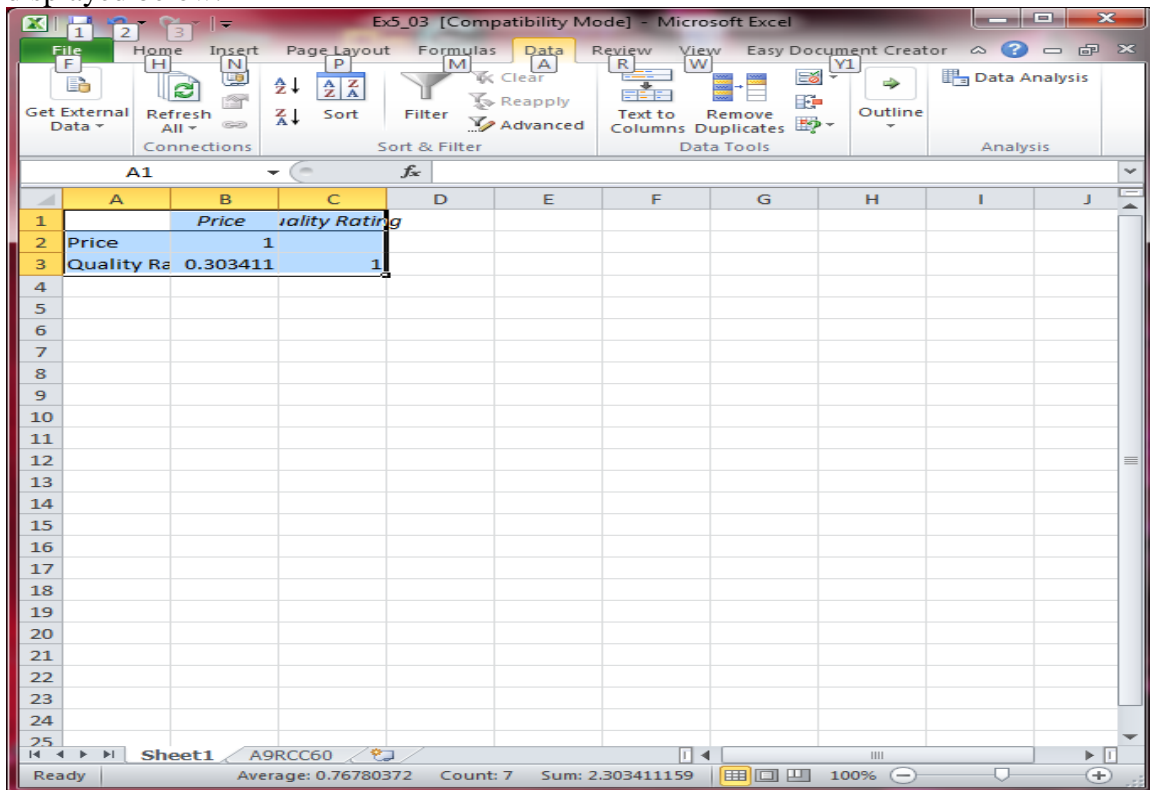 1 2 3 Ex5_03 [Compatibility Mode] - Microsoft Excel
File Home Insert Page Layout Formulas Data Review View Easy Document Creator
F H N P M A R W Y1
Clear
Reapply
Advanced
Get External Data
Refresh All
Sort
Filter
Text to Columns
Remove Duplicates
Outline
Data Analysis
Connections Sort & Filter Data Tools Analysis
A1 fx
A B C D E F G H I J
1 Price uality Rating
2 Price 1
3 Quality Ra 0.303411 1
4
5
6
7
8
9
10
11
12
13
14
15
16
17
18
19
20
21
22
23
24
25
Sheet1 A9RCC60
Ready Average: 0.76780372 Count: 7 Sum: 2.303411159 100%